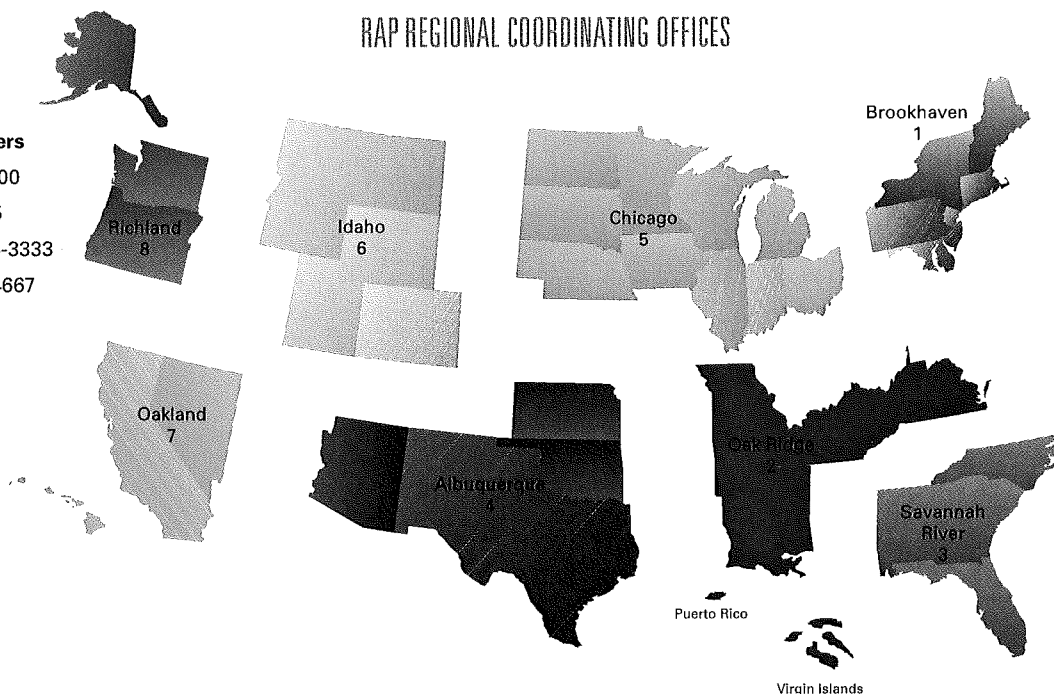 RAP REGIONAL COORDINATING OFFICES
ers
00
-3333
667
Richland
8
Idaho
6
Chicago
5
Brookhaven
1
Oakland
7
Albuquerque
4
Oak Ridge
2
Savannah
River
3
Puerto Rico
Virgin Islands